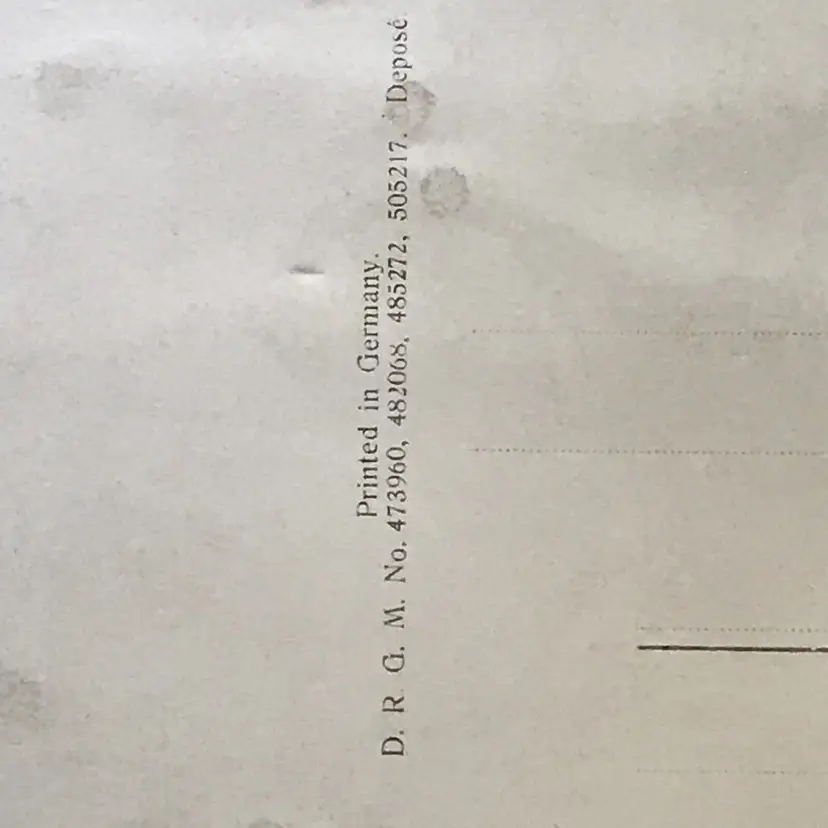 Printed in Germany.
D. R. G. M. No. 473960, 482068, 485272, 505217. Deposé.